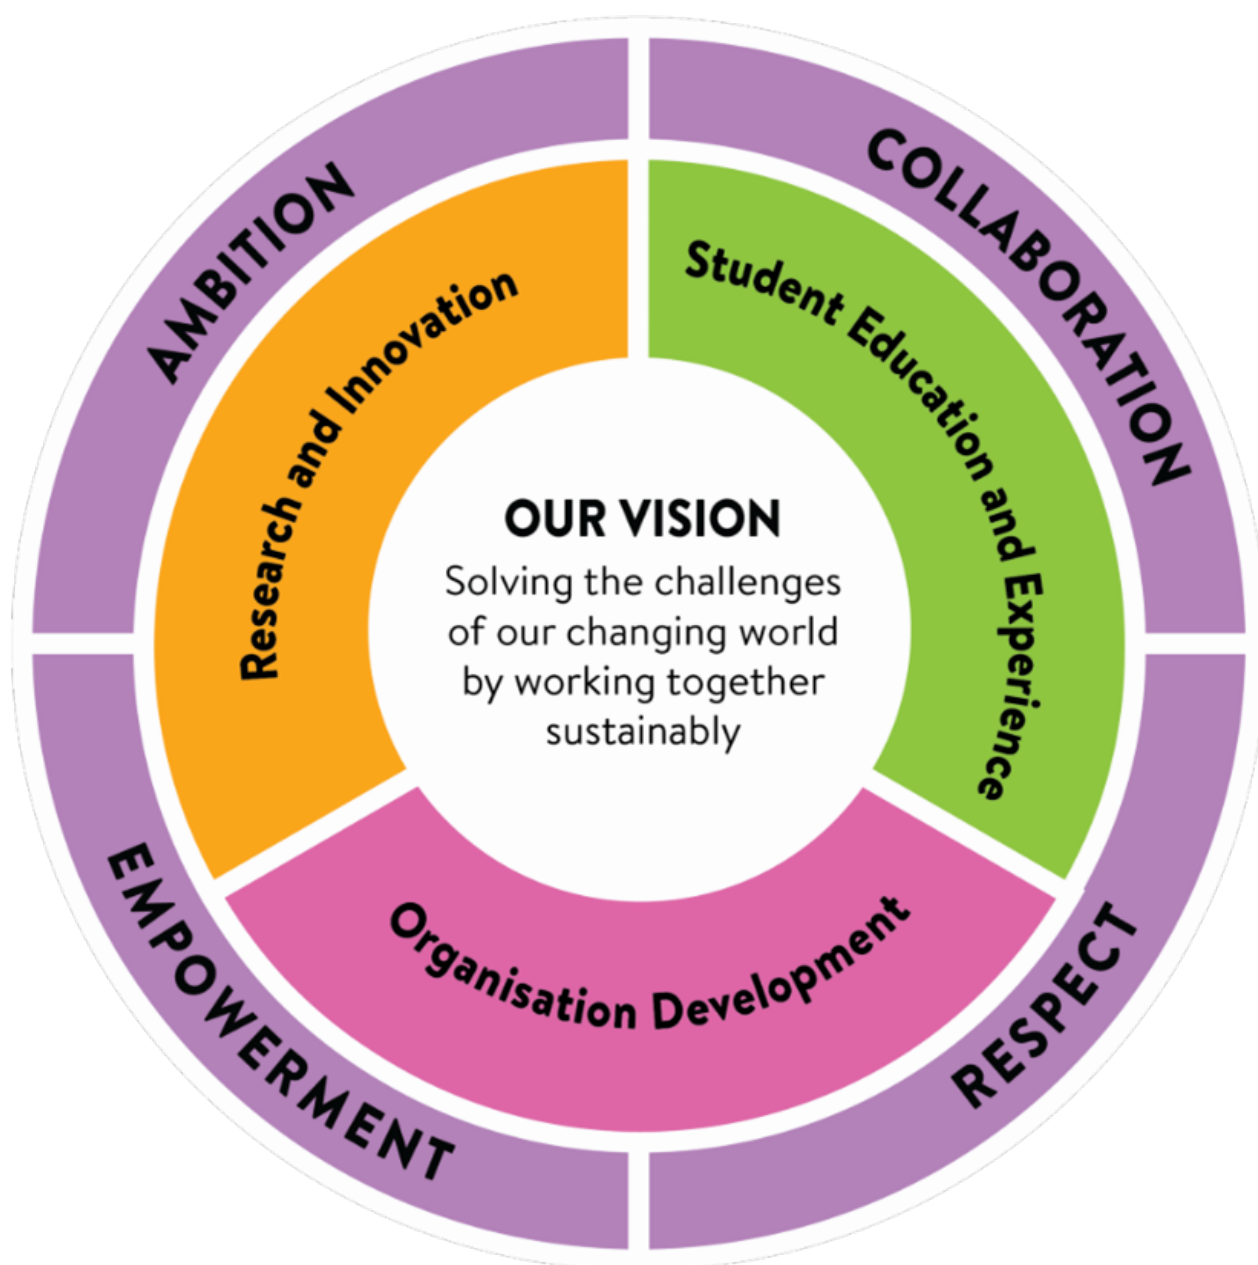 AMBITION
COLLABORATION
Research and Innovation
Student Education and Experience
OUR VISION
Solving the challenges
of our changing world
by working together
sustainably
Organisation Development
EMPOWERMENT
RESPECT